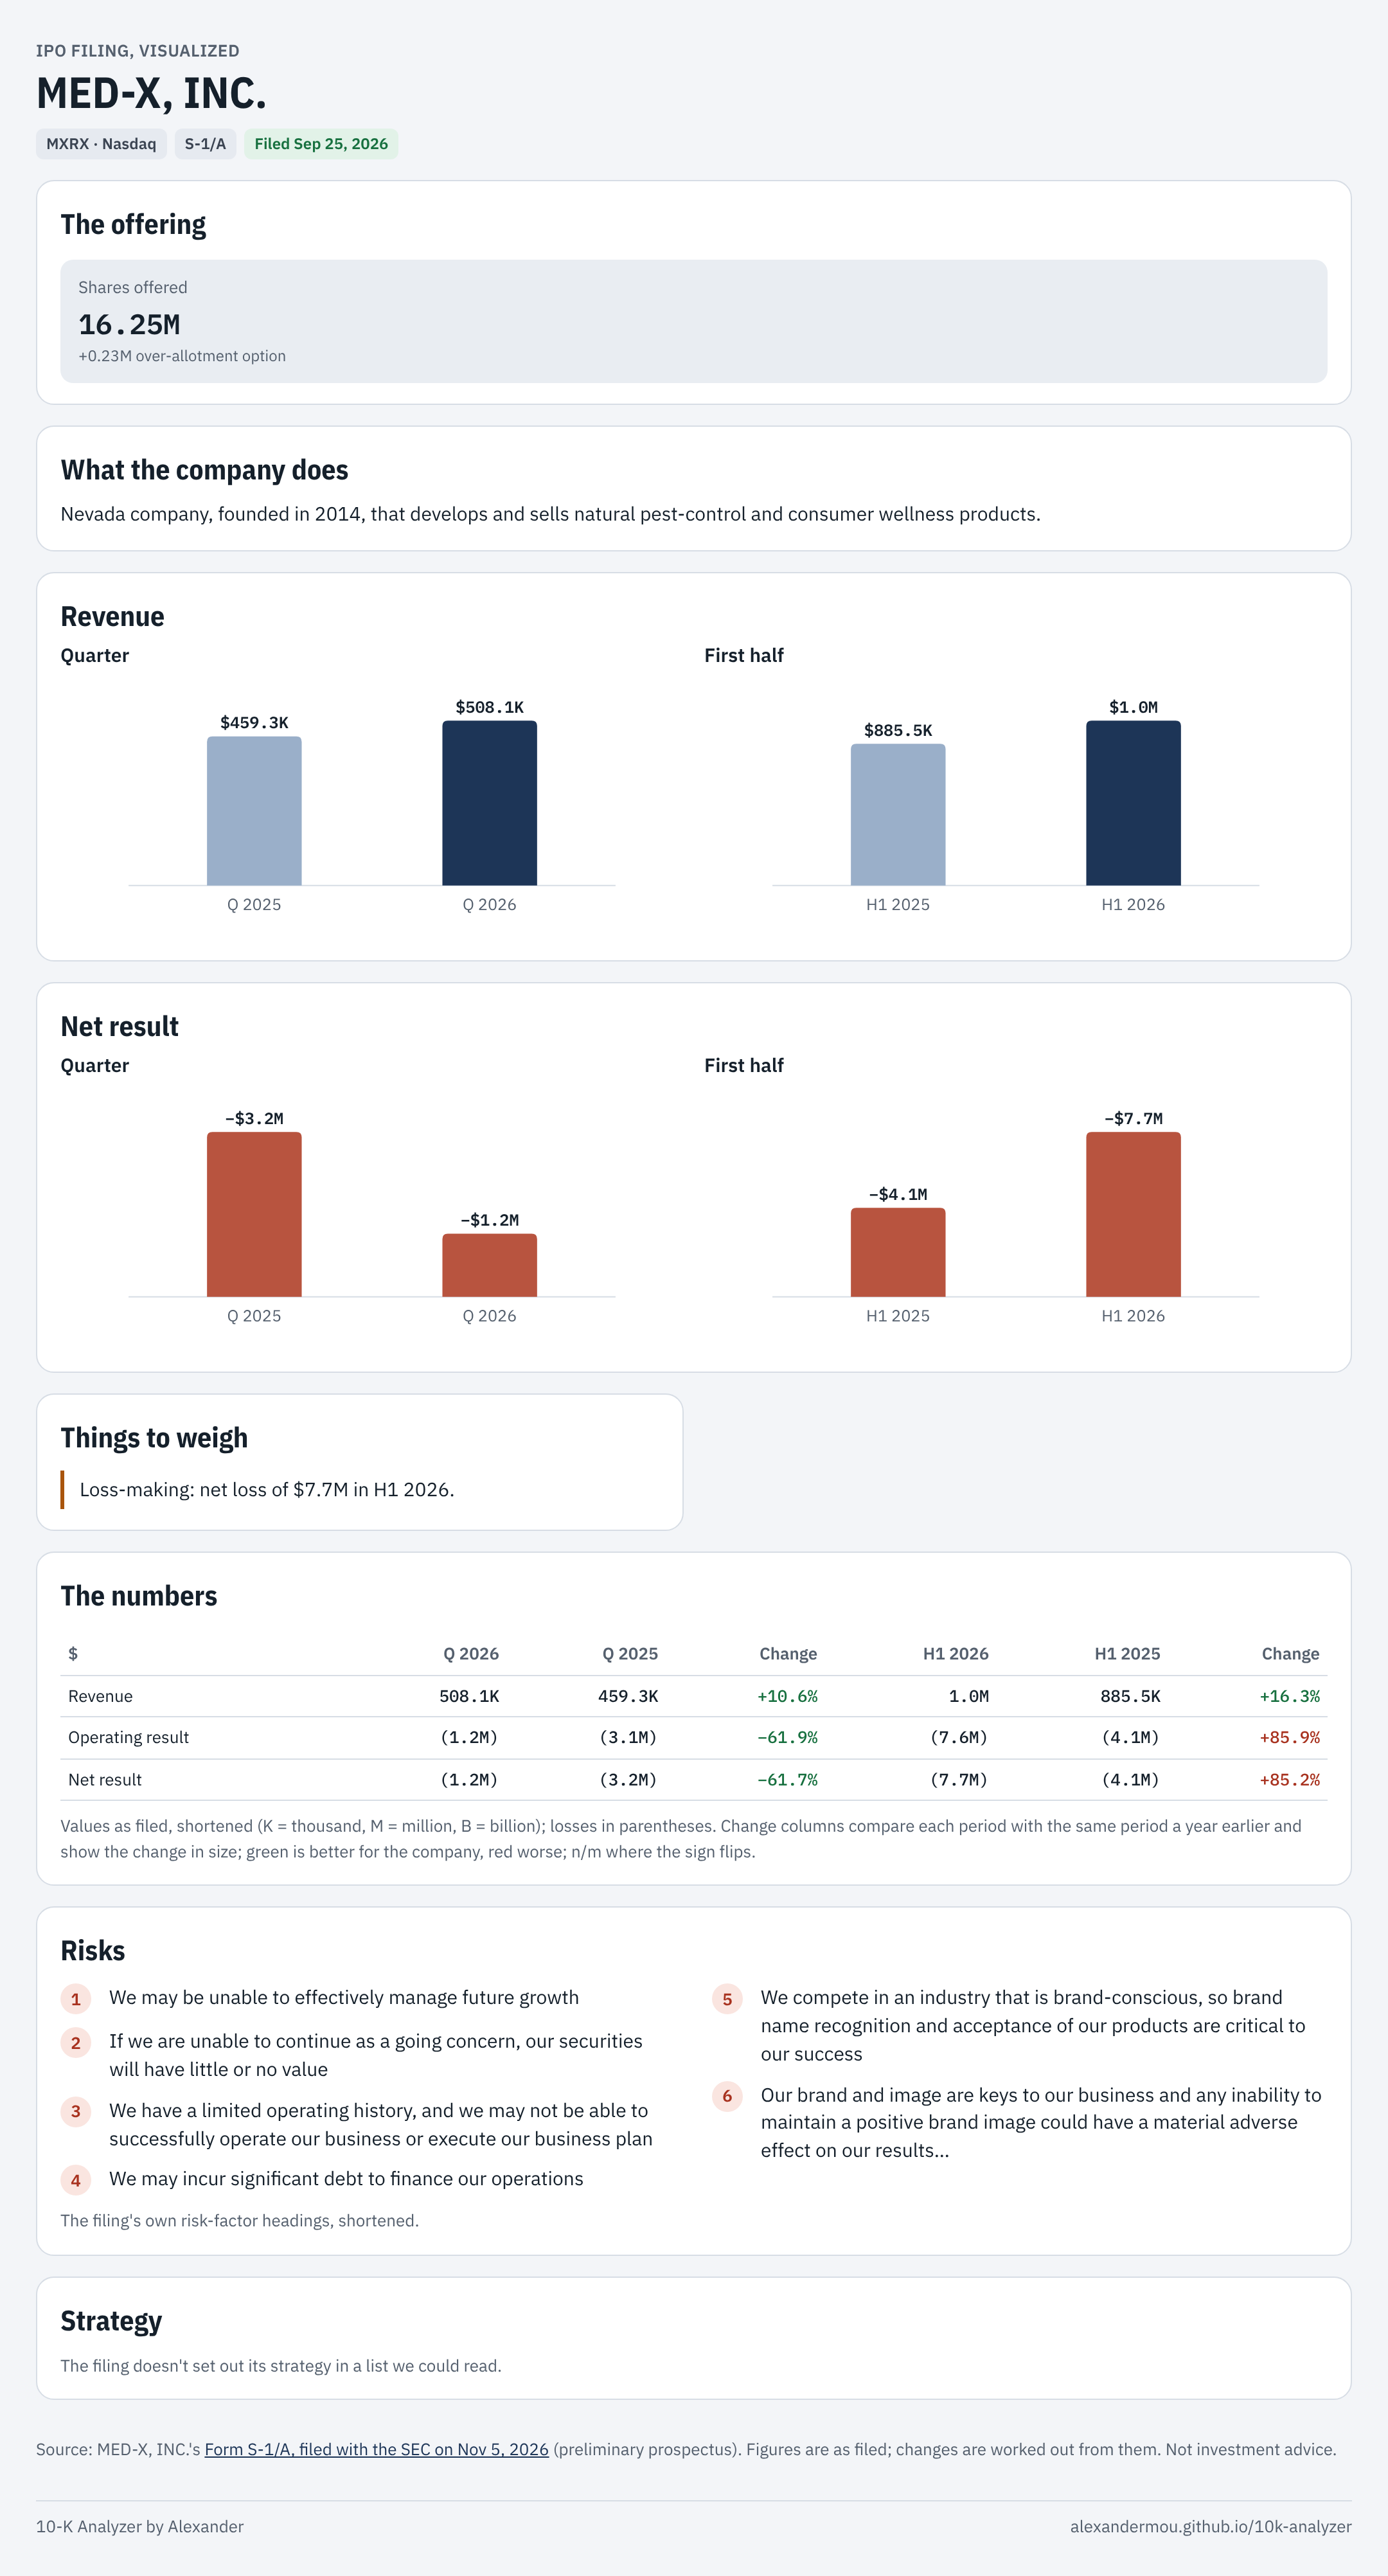 IPO FILING, VISUALIZED
MED-X, INC.
MXRX · Nasdaq
S-1/A
Filed Sep 25, 2026
The offering
Shares offered
16.25M
+0.23M over-allotment option
What the company does
Nevada company, founded in 2014, that develops and sells natural pest-control and consumer wellness products.
Revenue
Quarter
$459.3K
$508.1K
Q 2025
Q 2026
First half
$885.5K
$1.0M
H1 2025
H1 2026
Net result
Quarter
−$3.2M
−$1.2M
Q 2025
Q 2026
First half
−$4.1M
−$7.7M
H1 2025
H1 2026
Things to weigh
Loss-making: net loss of $7.7M in H1 2026.
The numbers
$ Q 2026 Q 2025 Change H1 2026 H1 2025 Change
Revenue 508.1K 459.3K +10.6% 1.0M 885.5K +16.3%
Operating result (1.2M) (3.1M) −61.9% (7.6M) (4.1M) +85.9%
Net result (1.2M) (3.2M) −61.7% (7.7M) (4.1M) +85.2%
Values as filed, shortened (K = thousand, M = million, B = billion); losses in parentheses. Change columns compare each period with the same period a year earlier and
show the change in size; green is better for the company, red worse; n/m where the sign flips.
Risks
1 We may be unable to effectively manage future growth
2 If we are unable to continue as a going concern, our securities
will have little or no value
3 We have a limited operating history, and we may not be able to
successfully operate our business or execute our business plan
4 We may incur significant debt to finance our operations
5 We compete in an industry that is brand-conscious, so brand
name recognition and acceptance of our products are critical to
our success
6 Our brand and image are keys to our business and any inability to
maintain a positive brand image could have a material adverse
effect on our results…
The filing's own risk-factor headings, shortened.
Strategy
The filing doesn't set out its strategy in a list we could read.
Source: MED-X, INC.'s Form S-1/A, filed with the SEC on Nov 5, 2026 (preliminary prospectus). Figures are as filed; changes are worked out from them. Not investment advice.
10-K Analyzer by Alexander
alexandermou.github.io/10k-analyzer